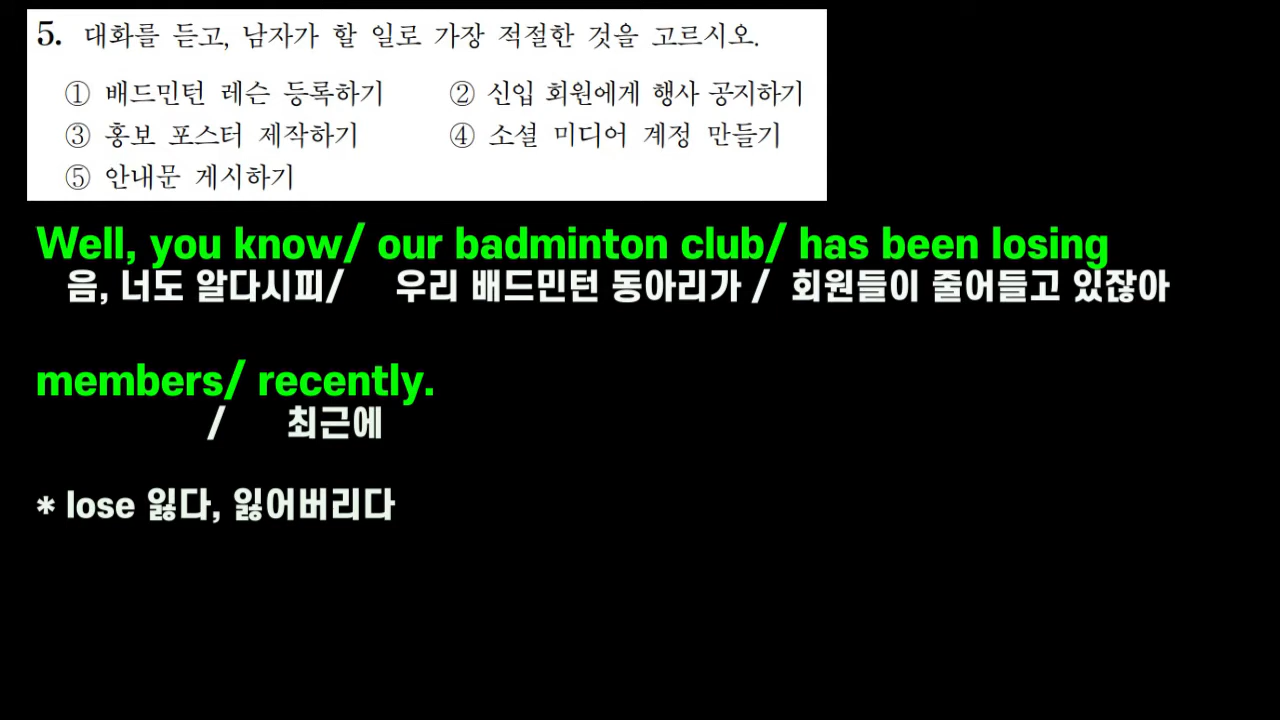 5. 대화를 듣고, 남자가 할 일로 가장 적절한 것을 고르시오.
① 배드민턴 레슨 등록하기 ② 신입 회원에게 행사 공지하기
③ 홍보 포스터 제작하기 ④ 소셜 미디어 계정 만들기
⑤ 안내문 게시하기
Well, you know/ our badminton club/ has been losing
음, 너도 알다시피/ 우리 배드민턴 동아리가 / 회원들이 줄어들고 있잖아
members/ recently.
/ 최근에
* lose 잃다, 잃어버리다